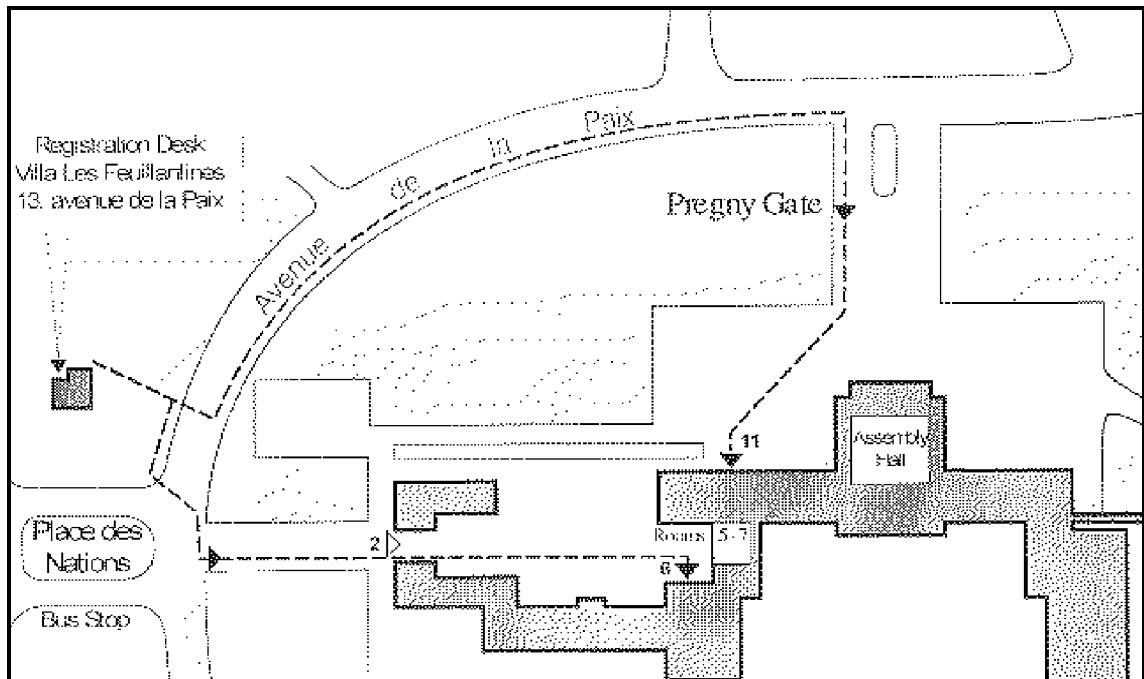 Registration Desk
Villa Les Feuillantines
13, avenue de la Paix
Avenue de la Paix
Pregny Gate
11
Assembly
Hall
Place des
Nations
2
Rooms 5-7
6
Bus Stop